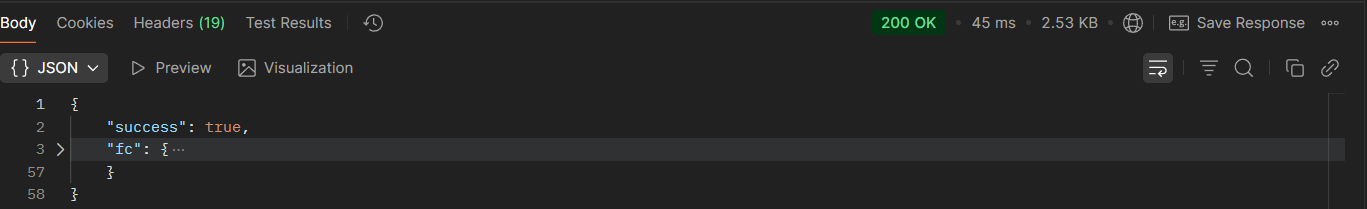 Body Cookies Headers (19) Test Results 200 OK • 45 ms • 2.53 KB • e.g. Save Response
{} JSON Preview Visualization
1 {
2 "success": true,
3 "fc": {···
57 }
58 }